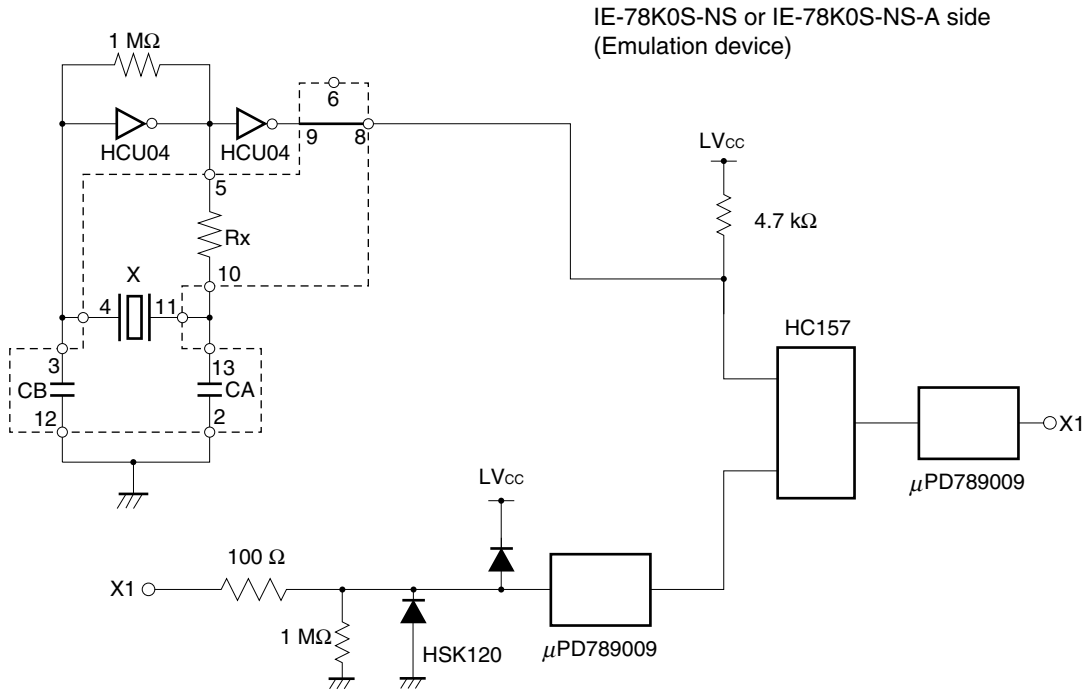 IE-78K0S-NS or IE-78K0S-NS-A side
(Emulation device)
1 MΩ
6
HCU04
HCU04
9
8
5
LVCC
4.7 kΩ
Rx
10
X
4
11
HC157
3
13
CB
CA
12
2
X1
μPD789009
LVCC
100 Ω
X1
1 MΩ
HSK120
μPD789009